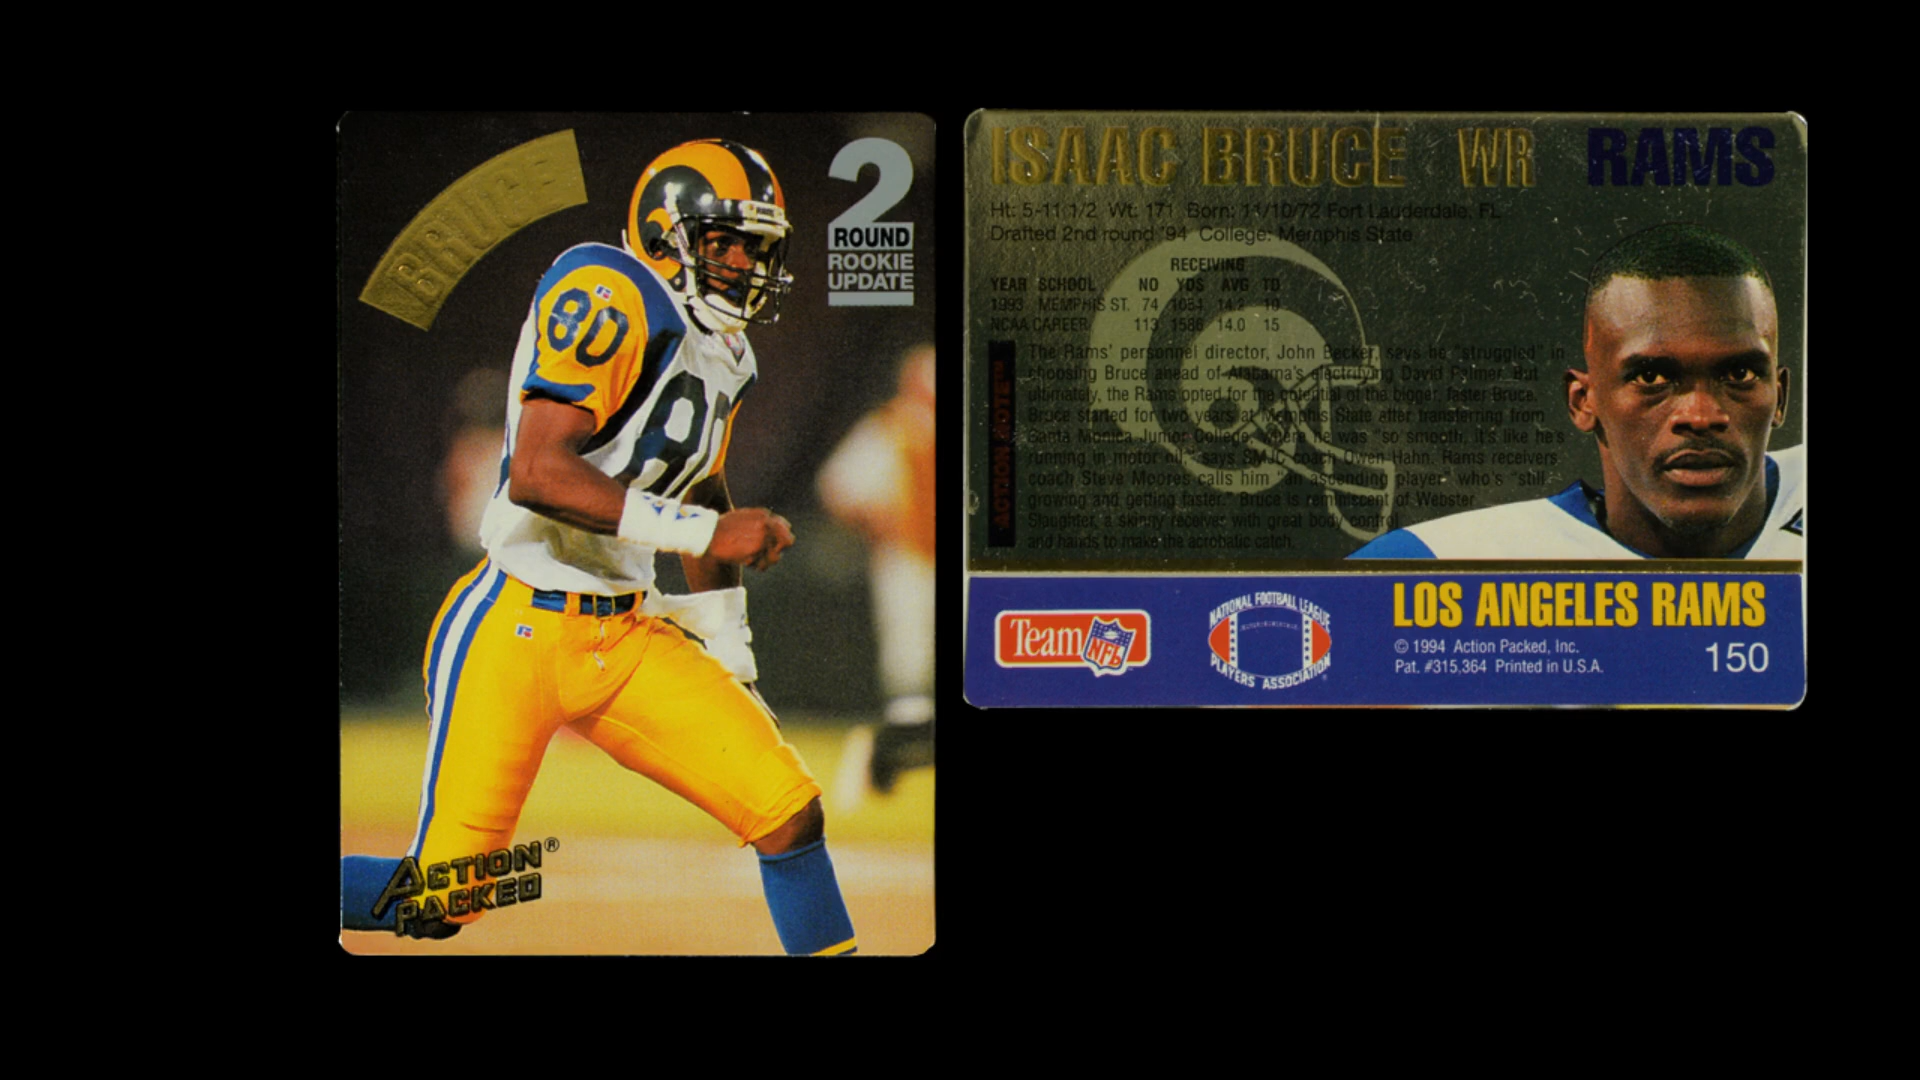 BRUCE
2
ROUND
ROOKIE
UPDATE
80
80
ACTION
PACKED®
ISAAC BRUCE WR RAMS
Ht: 5-11 1/2 Wt: 171 Born: 11/10/72 Fort Lauderdale, FL
Drafted 2nd round '94 College: Memphis State
RECEIVING
YEAR SCHOOL NO YDS AVG TD
1993 MEMPHIS ST. 74 1054 14.2 10
NCAA CAREER 113 1586 14.0 15
ACTION NOTE™
The Rams' personnel director, John Becker, says he "struggled" in
choosing Bruce ahead of Alabama's electrifying David Palmer. But
ultimately, the Rams opted for the potential of the bigger, faster Bruce.
Bruce started for two years at Memphis State after transferring from
Santa Monica Junior College, where he was "so smooth, it's like he's
running in motor oil," says SMJC coach Owen Hahn. Rams receivers
coach Steve Moores calls him "an ascending player" who's "still
growing and getting faster." Bruce is reminiscent of Webster
Slaughter, a skinny receiver with great body control
and hands to make the acrobatic catch.
Team NFL
NATIONAL FOOTBALL LEAGUE
PLAYERS ASSOCIATION
LOS ANGELES RAMS
© 1994 Action Packed, Inc.
Pat. #315,364 Printed in U.S.A.
150